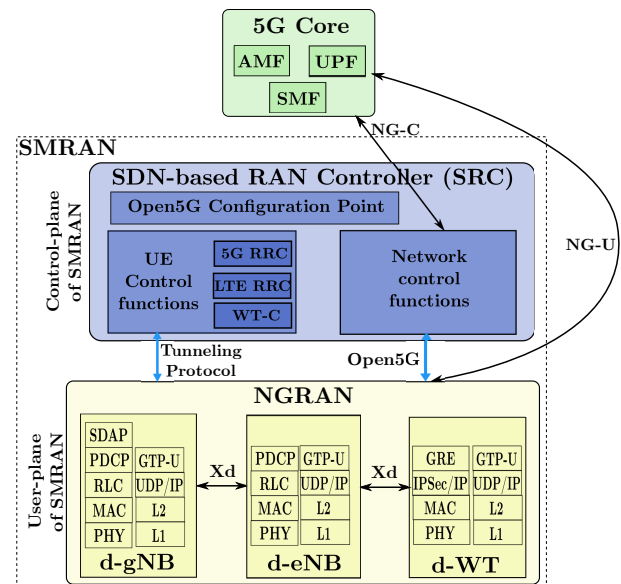 5G Core
AMF
UPF
SMF
NG-C
SMRAN
SDN-based RAN Controller (SRC)
Open5G Configuration Point
UE
Control
functions
5G RRC
LTE RRC
WT-C
Network
control
functions
NG-U
Control-plane
of SMRAN
Tunneling
Protocol
Open5G
NGRAN
User-plane
of SMRAN
SDAP
PDCP
GTP-U
RLC
UDP/IP
MAC
L2
PHY
L1
d-gNB
Xd
PDCP
GTP-U
RLC
UDP/IP
MAC
L2
PHY
L1
d-eNB
Xd
GRE
GTP-U
IPSec/IP
UDP/IP
MAC
L2
PHY
L1
d-WT